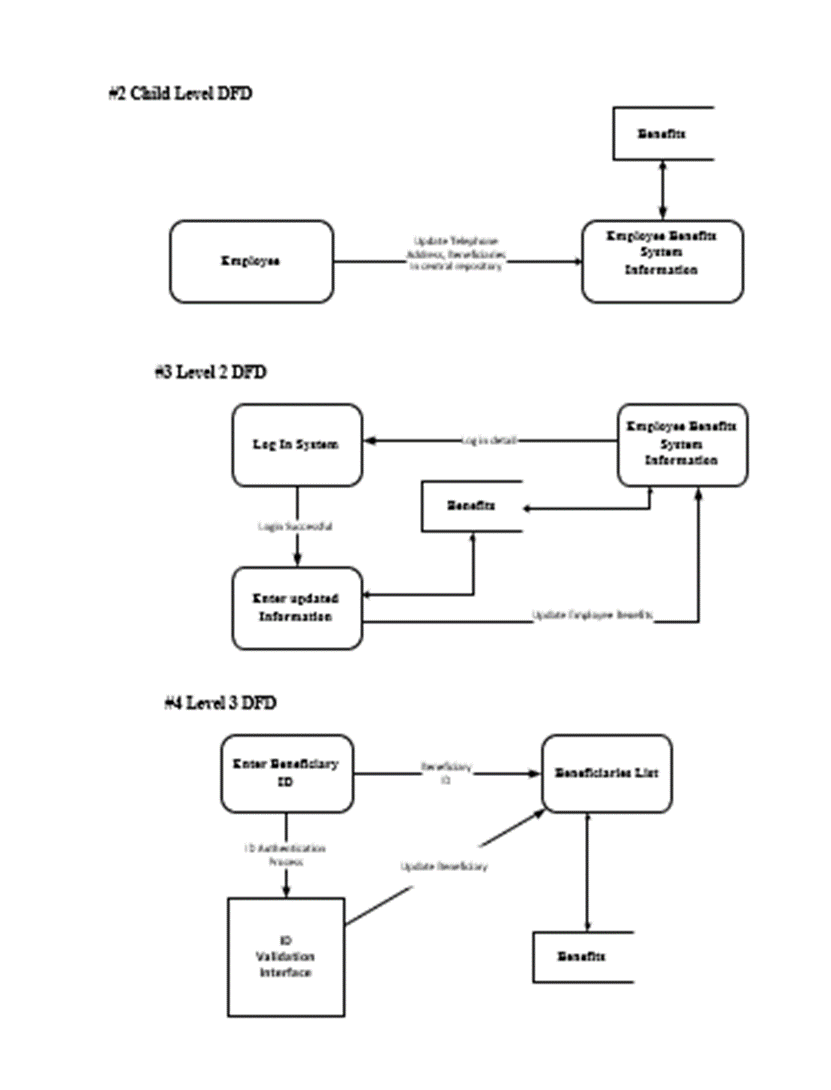 #2 Child Level DFD
Benefits
Employee
Update Telephone
Address, Beneficiaries
in central repository
Employee Benefits
System
Information
#3 Level 2 DFD
Log In System
Log in detail
Employee Benefits
System
Information
Benefits
Login Successful
Enter updated
Information
Update Employee Benefits
#4 Level 3 DFD
Enter Beneficiary
ID
Beneficiary
ID
Beneficiaries List
ID Authentication
Process
Update Beneficiary
ID
Validation
Interface
Benefits